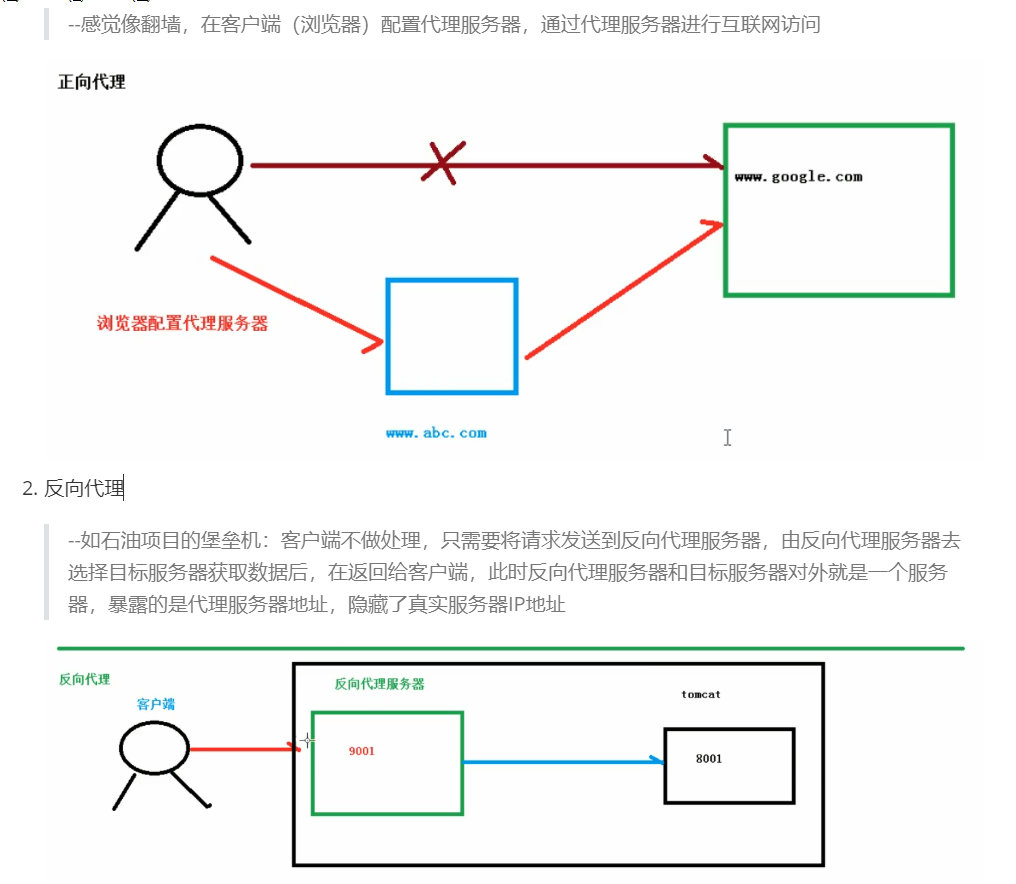 --感觉像翻墙，在客户端（浏览器）配置代理服务器，通过代理服务器进行互联网访问
正向代理
www.google.com
浏览器配置代理服务器
www.abc.com
2. 反向代理
--如石油项目的堡垒机：客户端不做处理，只需要将请求发送到反向代理服务器，由反向代理服务器去
选择目标服务器获取数据后，在返回给客户端，此时反向代理服务器和目标服务器对外就是一个服务
器，暴露的是代理服务器地址，隐藏了真实服务器IP地址
反向代理
客户端
反向代理服务器
tomcat
9001
8001